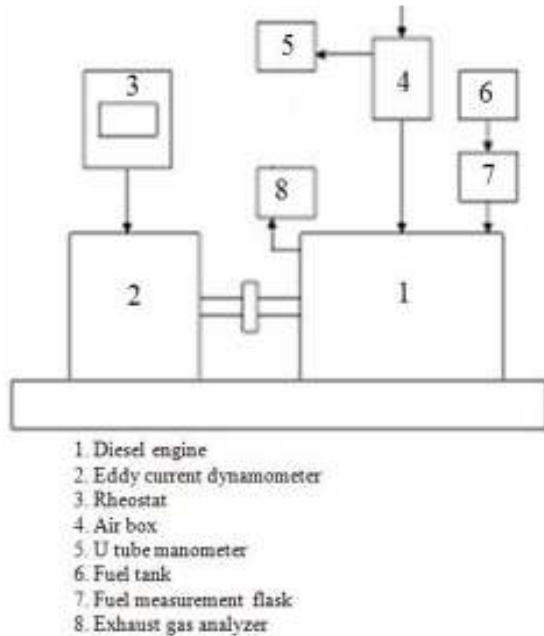 5
4
3
6
8
7
2
1
1. Diesel engine
2. Eddy current dynamometer
3. Rheostat
4. Air box
5. U tube manometer
6. Fuel tank
7. Fuel measurement flask
8. Exhaust gas analyzer